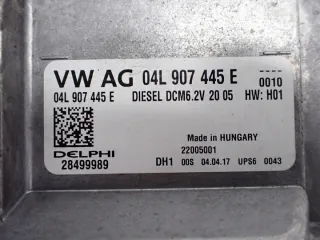 VW AG 04L 907 445 E ----
0010
04L 907 445 E DIESEL DCM6.2V 20 05 HW: H01
Made in HUNGARY
22005001
DELPHI
28499989 DH1 00S 04.04.17 UPS6 0043